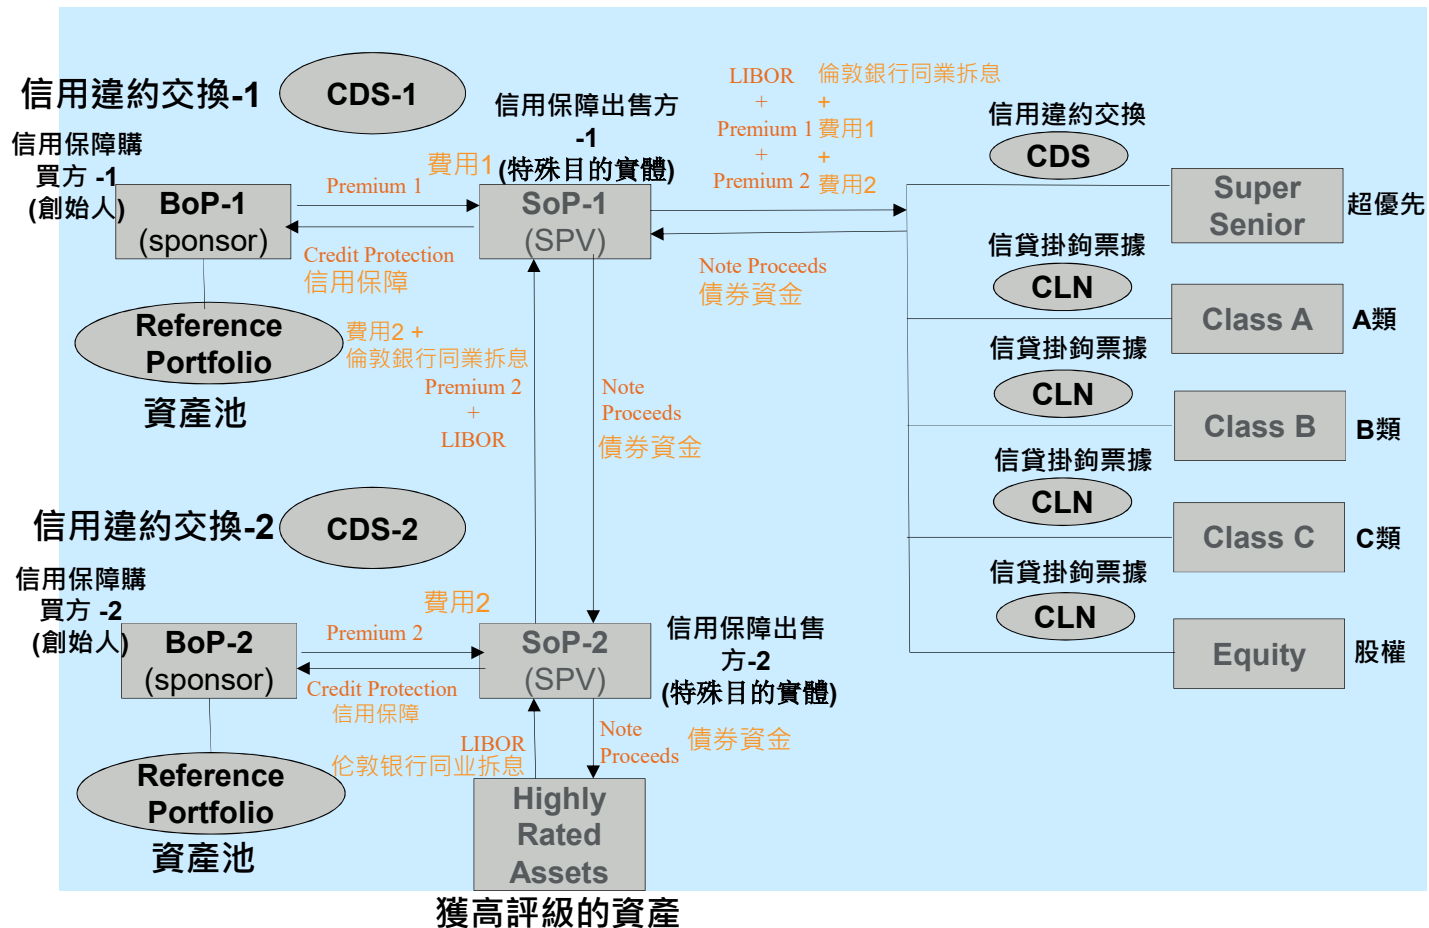 信用違約交換-1
CDS-1
信用保障購
買方 -1
(創始人)
BoP-1
(sponsor)
Premium 1
費用1
信用保障出售方
-1
(特殊目的實體)
SoP-1
(SPV)
Credit Protection
信用保障
LIBOR
+
Premium 1
+
Premium 2
倫敦銀行同業拆息
+
費用1
+
費用2
Note Proceeds
債券資金
信用違約交換
CDS
Super
Senior
超優先
信貸掛鉤票據
CLN
Class A
A類
信貸掛鉤票據
CLN
Class B
B類
信貸掛鉤票據
CLN
Class C
C類
信貸掛鉤票據
CLN
Equity
股權
Reference
Portfolio
資產池
費用2 +
倫敦銀行同業拆息
Premium 2
+
LIBOR
Note
Proceeds
債券資金
信用違約交換-2
CDS-2
信用保障購
買方 -2
(創始人)
BoP-2
(sponsor)
費用2
Premium 2
Credit Protection
信用保障
SoP-2
(SPV)
信用保障出售
方-2
(特殊目的實體)
LIBOR
伦敦银行同业拆息
Note
Proceeds
債券資金
Reference
Portfolio
資產池
Highly
Rated
Assets
獲高評級的資產